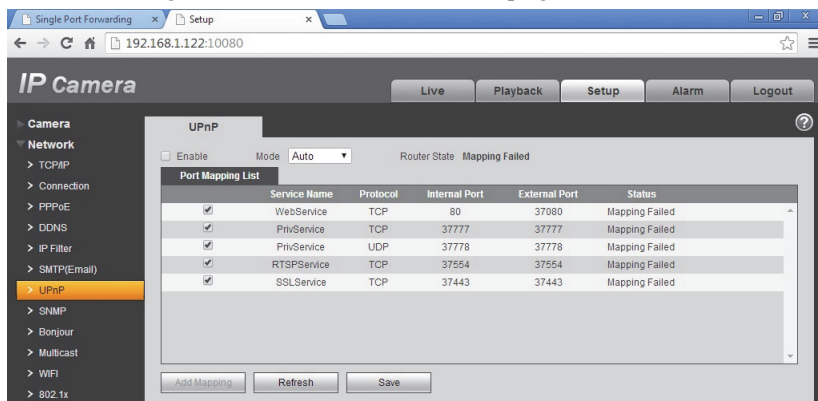 Single Port Forwarding × Setup ×
192.168.1.122:10080
IP Camera
Live Playback Setup Alarm Logout
Camera
Network
TCP/IP
Connection
PPPoE
DDNS
IP Filter
SMTP(Email)
UPnP
SNMP
Bonjour
Multicast
WIFI
802.1x
UPnP
Enable Mode Auto Router State Mapping Failed
Port Mapping List
Service Name Protocol Internal Port External Port Status
WebService TCP 80 37080 Mapping Failed
PrivService TCP 37777 37777 Mapping Failed
PrivService UDP 37778 37778 Mapping Failed
RTSPService TCP 37554 37554 Mapping Failed
SSLService TCP 37443 37443 Mapping Failed
Add Mapping Refresh Save